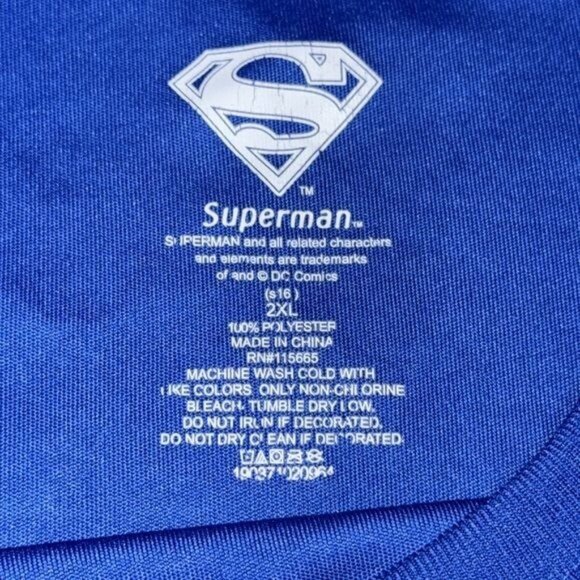 TM
Superman™
SUPERMAN and all related characters
and elements are trademarks
of and © DC Comics
(s16 )
2XL
100% POLYESTER
MADE IN CHINA
RN#115665
MACHINE WASH COLD WITH
LIKE COLORS. ONLY NON-CHLORINE
BLEACH. TUMBLE DRY LOW.
DO NOT IRON IF DECORATED.
DO NOT DRY CLEAN IF DECORATED.